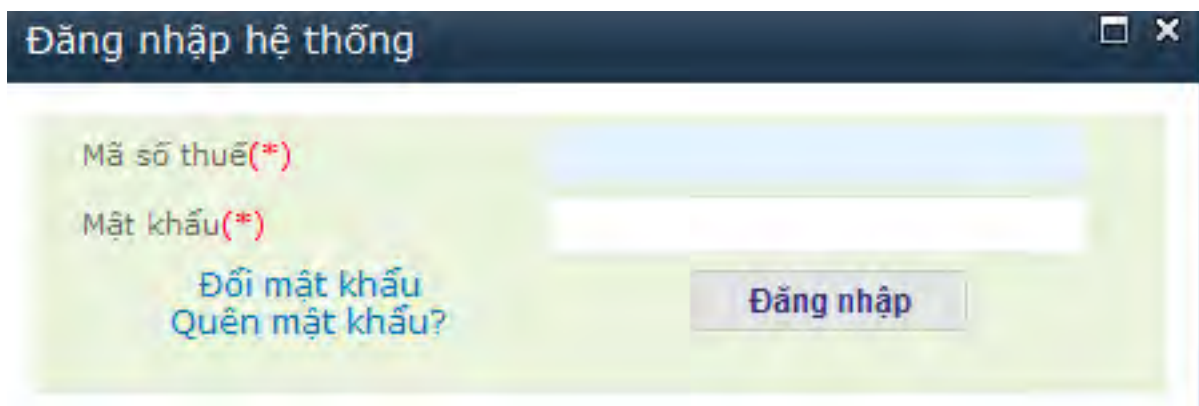 Đăng nhập hệ thống
Mã số thuế(*)
Mật khẩu(*)
Đổi mật khẩu
Quên mật khẩu?
Đăng nhập